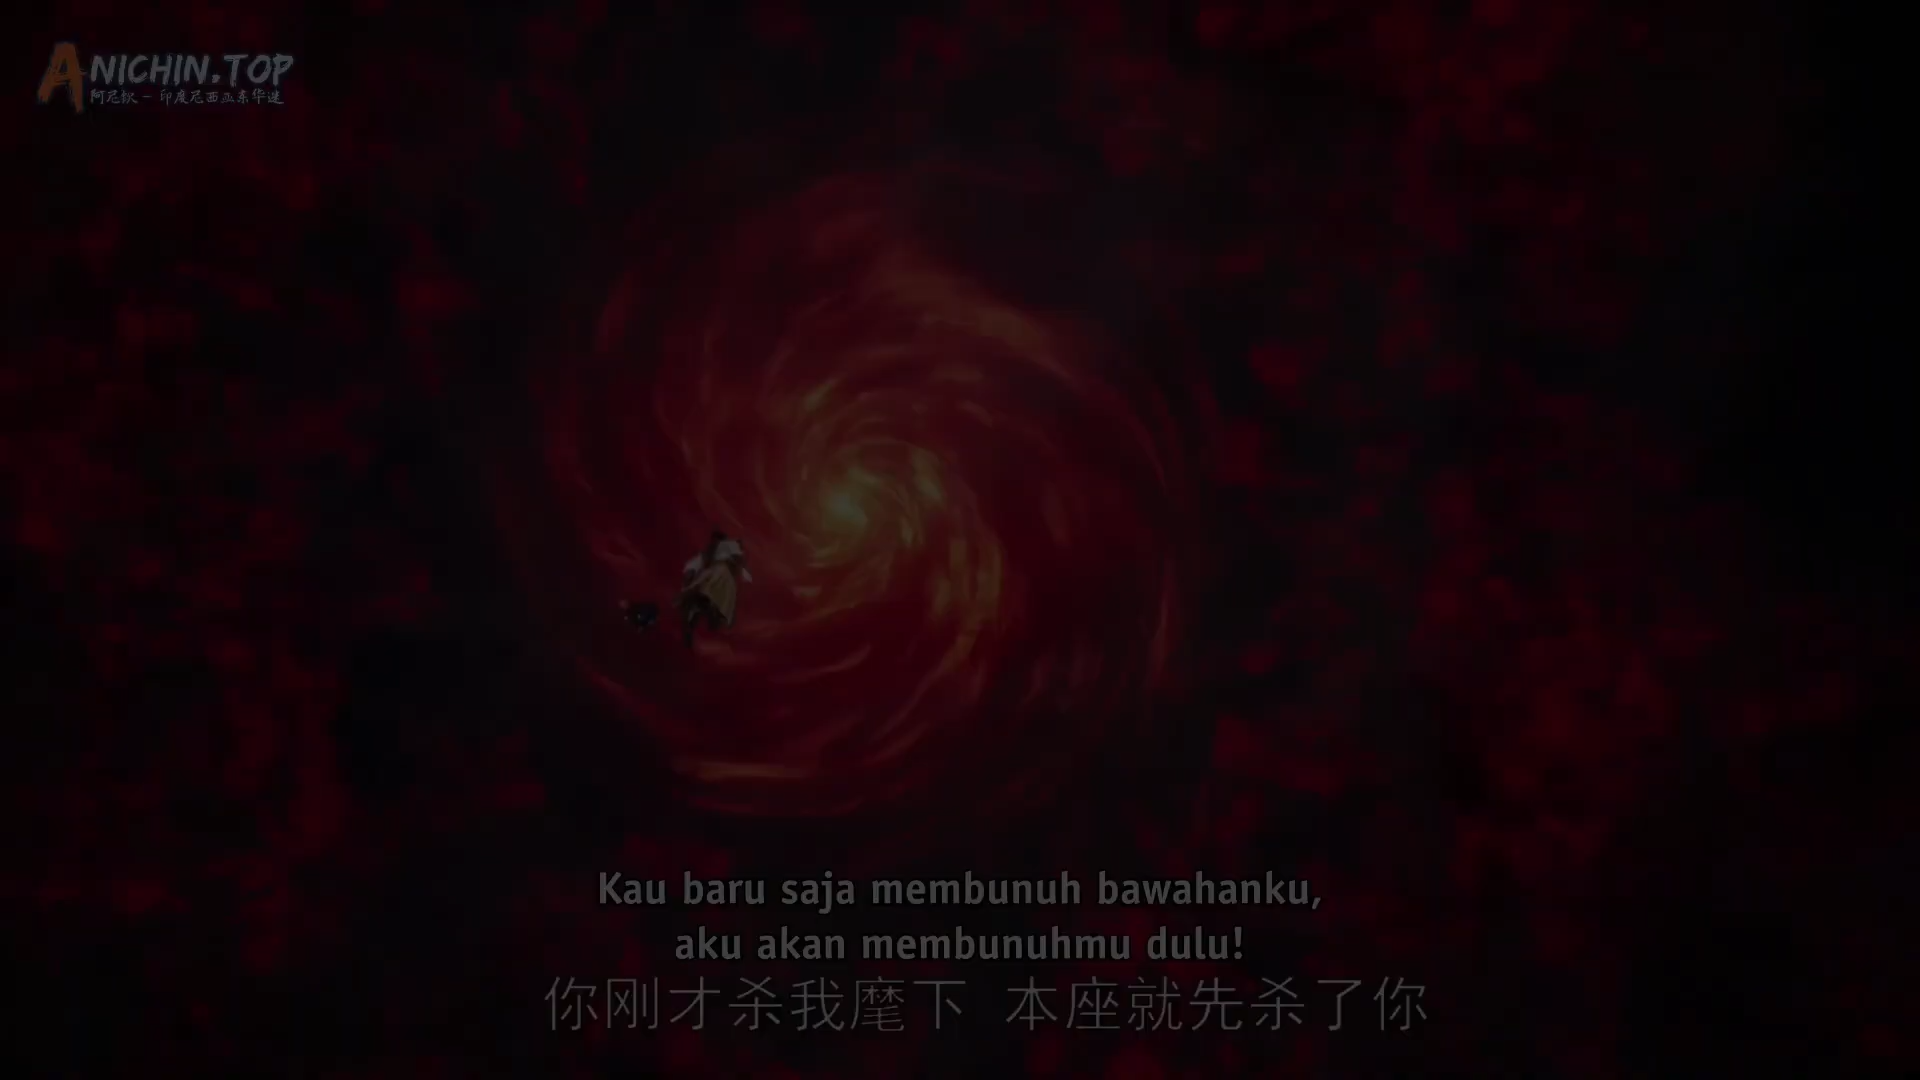 ANICHIN.TOP
Kau baru saja membunuh bawahanku,
aku akan membunuhmu dulu!
你刚才杀我麾下 本座就先杀了你